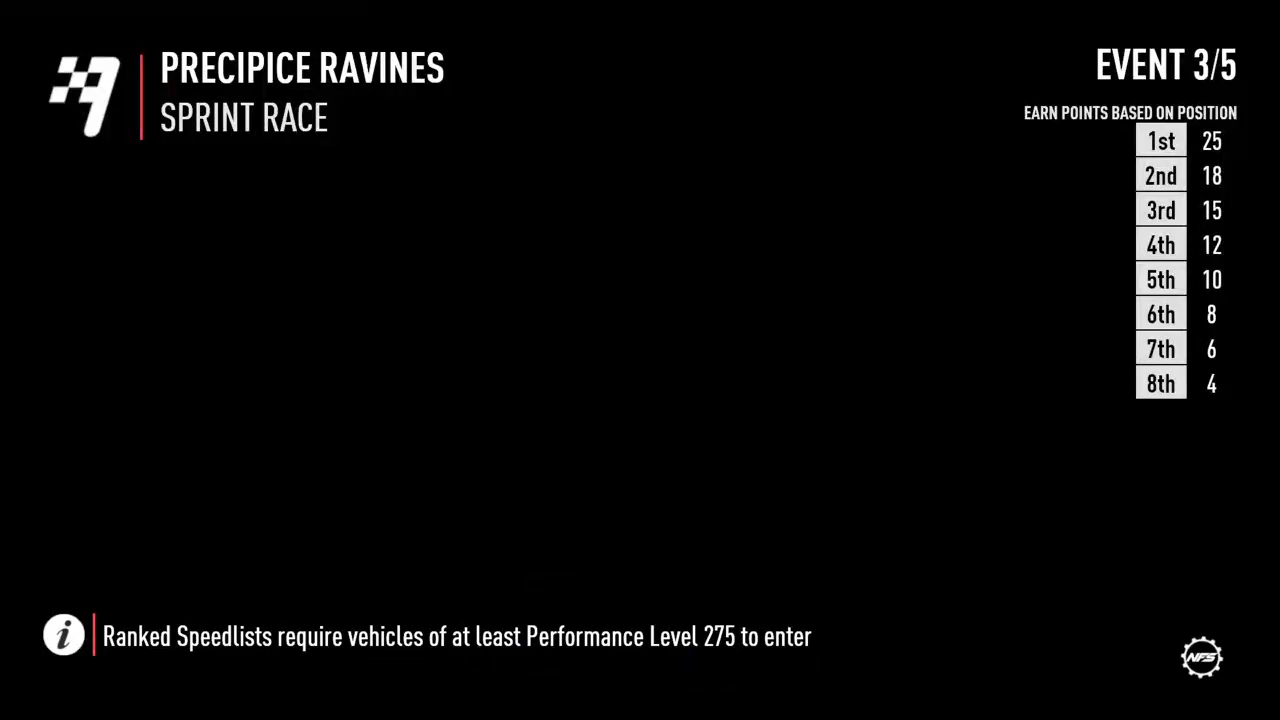 PRECIPICE RAVINES
SPRINT RACE
EVENT 3/5
EARN POINTS BASED ON POSITION
1st 25
2nd 18
3rd 15
4th 12
5th 10
6th 8
7th 6
8th 4
i Ranked Speedlists require vehicles of at least Performance Level 275 to enter
NFS